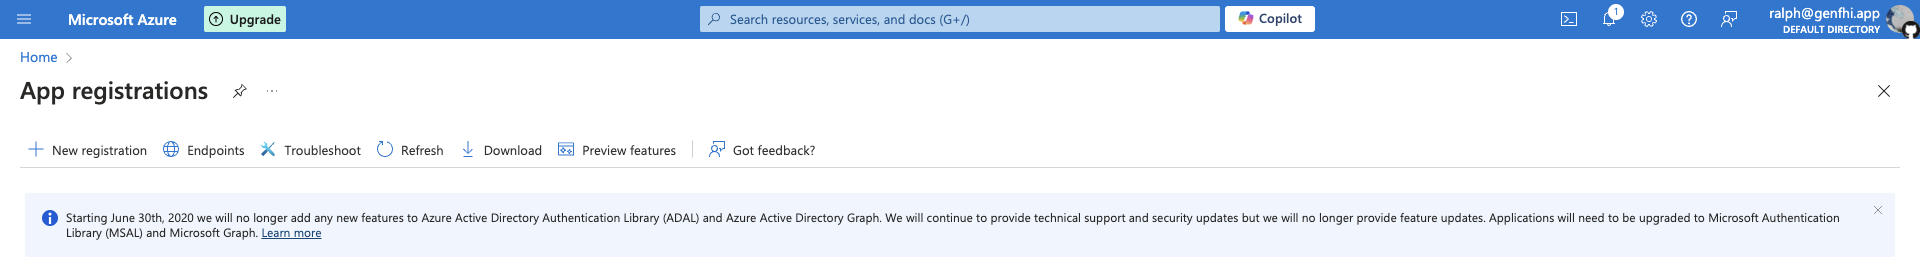 Microsoft Azure
Upgrade
Search resources, services, and docs (G+/)
Copilot
1
ralph@genfhi.app
DEFAULT DIRECTORY
Home
App registrations
New registration
Endpoints
Troubleshoot
Refresh
Download
Preview features
Got feedback?
Starting June 30th, 2020 we will no longer add any new features to Azure Active Directory Authentication Library (ADAL) and Azure Active Directory Graph. We will continue to provide technical support and security updates but we will no longer provide feature updates. Applications will need to be upgraded to Microsoft Authentication
Library (MSAL) and Microsoft Graph. Learn more